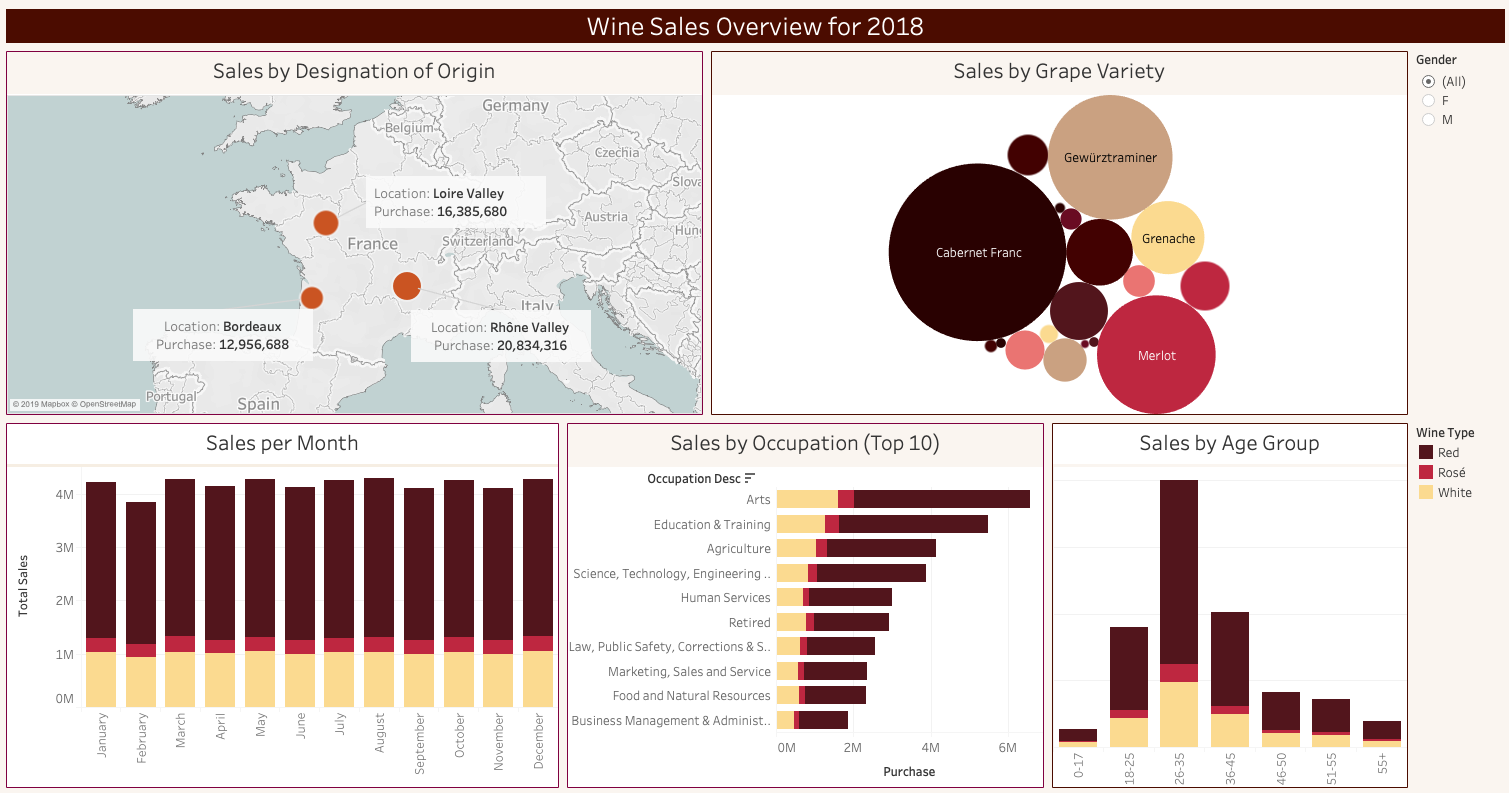 Wine Sales Overview for 2018
Sales by Designation of Origin
Germany
Belgium
Czechia
Slova
Location: Loire Valley
Purchase: 16,385,680
Austria
France
Switzerland
Hung
Italy
Location: Bordeaux
Purchase: 12,956,688
Location: Rhône Valley
Purchase: 20,834,316
Portugal
Spain
© 2019 Mapbox © OpenStreetMap
Sales by Grape Variety
Gewürztraminer
Grenache
Cabernet Franc
Merlot
Gender
(All)
F
M
Sales per Month
Total Sales
4M
3M
2M
1M
0M
January
February
March
April
May
June
July
August
September
October
November
December
Sales by Occupation (Top 10)
Occupation Desc
Arts
Education & Training
Agriculture
Science, Technology, Engineering ..
Human Services
Retired
Law, Public Safety, Corrections & S..
Marketing, Sales and Service
Food and Natural Resources
Business Management & Administ..
0M
2M
4M
6M
Purchase
Sales by Age Group
0-17
18-25
26-35
36-45
46-50
51-55
55+
Wine Type
Red
Rosé
White